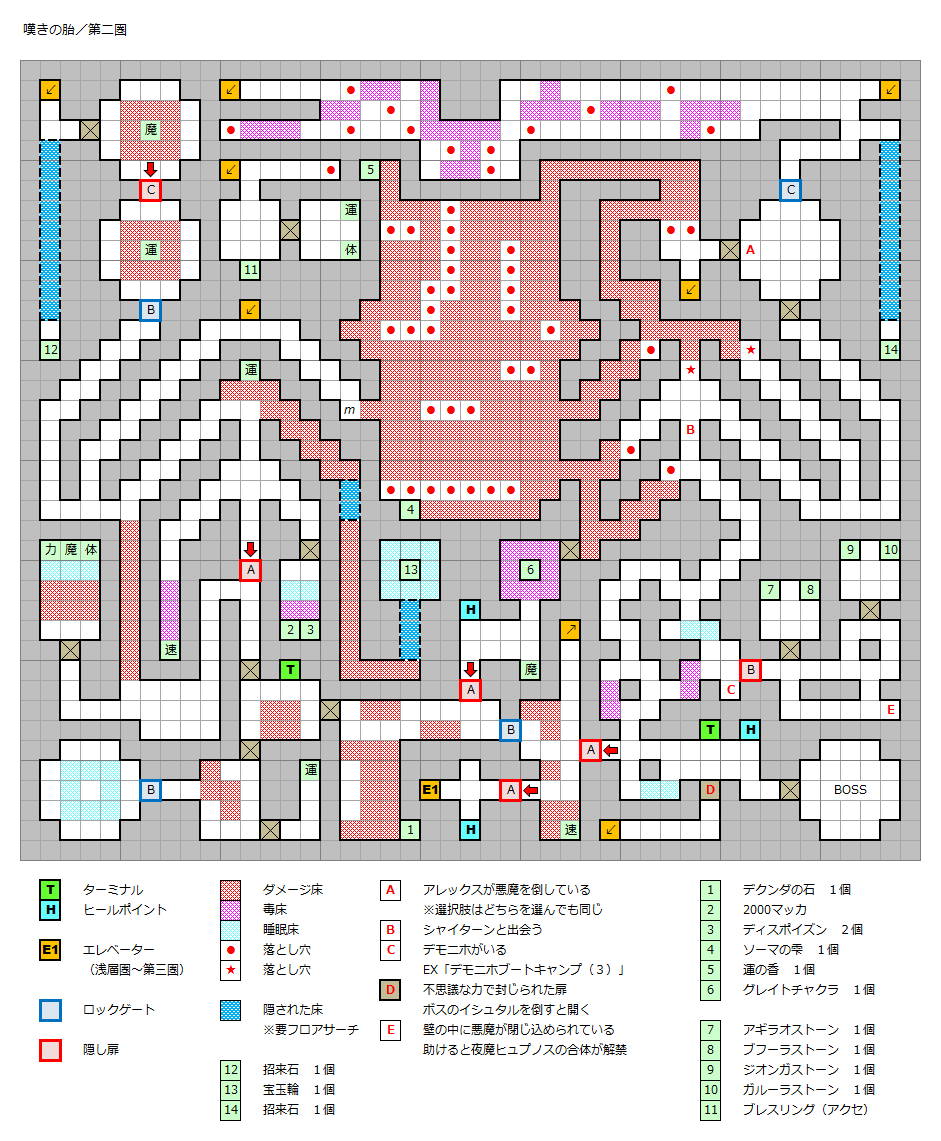 嘆きの胎／第二圏
↙ ↙ ↙
魔
↙ 5
C C
運
運 体 A
11
B ↙ ↙
12 14
運
m
B
4
力 魔 体 9 10
A 13 6
7 8
H
2 3 ↗
速
T 魔 B
A C
E
B T H
A
運
B E1 A D BOSS
1 H 速 ↙
T ターミナル
H ヒールポイント
E1 エレベーター
（浅層圏～第三圏）
ロックゲート
隠し扉
ダメージ床
毒床
睡眠床
落とし穴
★ 落とし穴
隠された床
※要フロアサーチ
12 招来石　1個
13 宝玉輪　1個
14 招来石　1個
A アレックスが悪魔を倒している
※選択肢はどちらを選んでも同じ
B シャイターンと出会う
C デモニホがいる
EX「デモニホブートキャンプ（３）」
D 不思議な力で封じられた扉
ボスのイシュタルを倒すと開く
E 壁の中に悪魔が閉じ込められている
助けると夜魔ヒュプノスの合体が解禁
1 デクンダの石　1個
2 2000マッカ
3 ディスポイズン　2個
4 ソーマの雫　1個
5 運の香　1個
6 グレイトチャクラ　1個
7 アギラオストーン　1個
8 ブフーラストーン　1個
9 ジオンガストーン　1個
10 ガルーラストーン　1個
11 ブレスリング（アクセ）